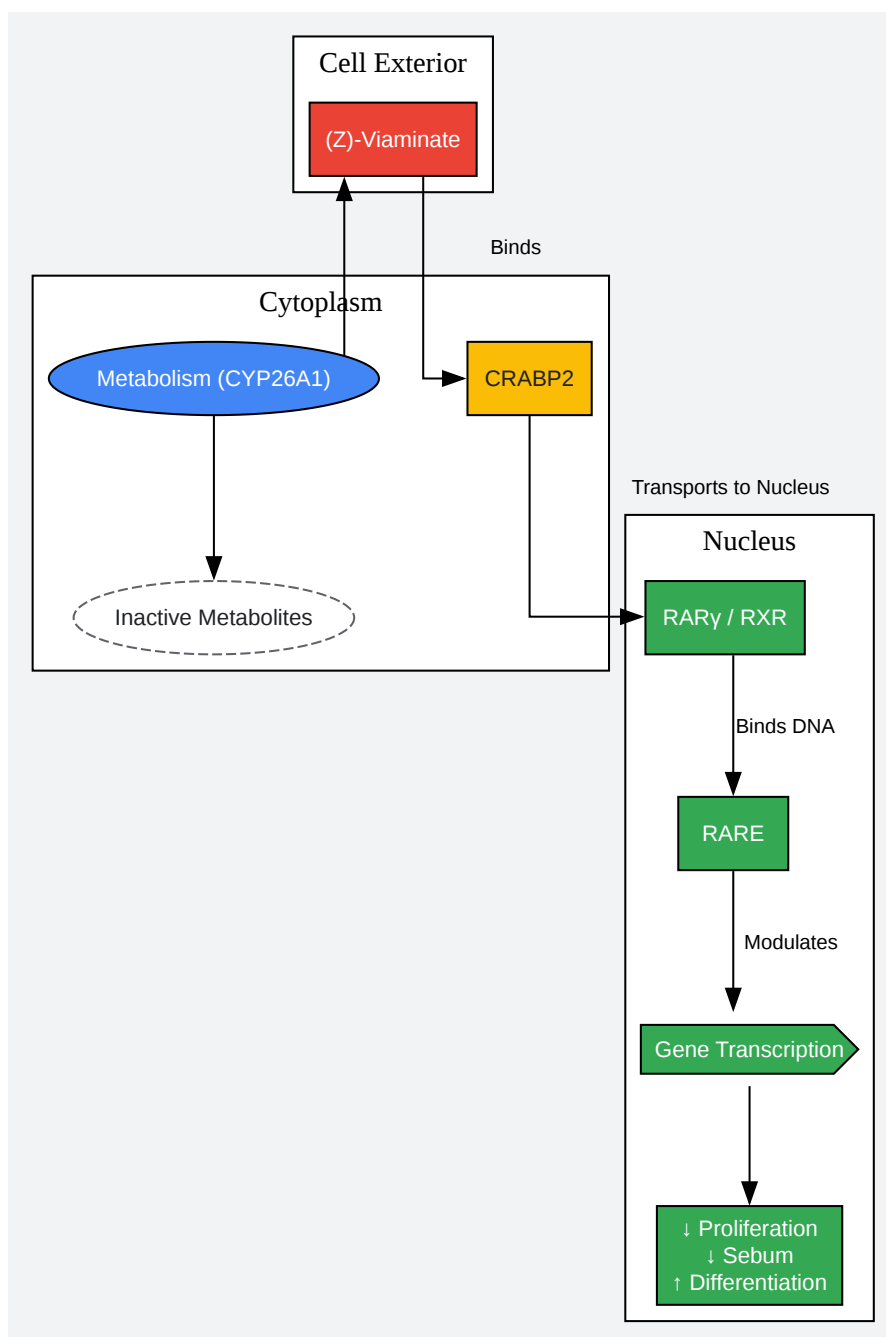 Cell Exterior
(Z)-Viaminate
Binds
Cytoplasm
Metabolism (CYP26A1)
CRABP2
Transports to Nucleus
Nucleus
Inactive Metabolites
RARγ / RXR
Binds DNA
RARE
Modulates
Gene Transcription
↓ Proliferation
↓ Sebum
↑ Differentiation